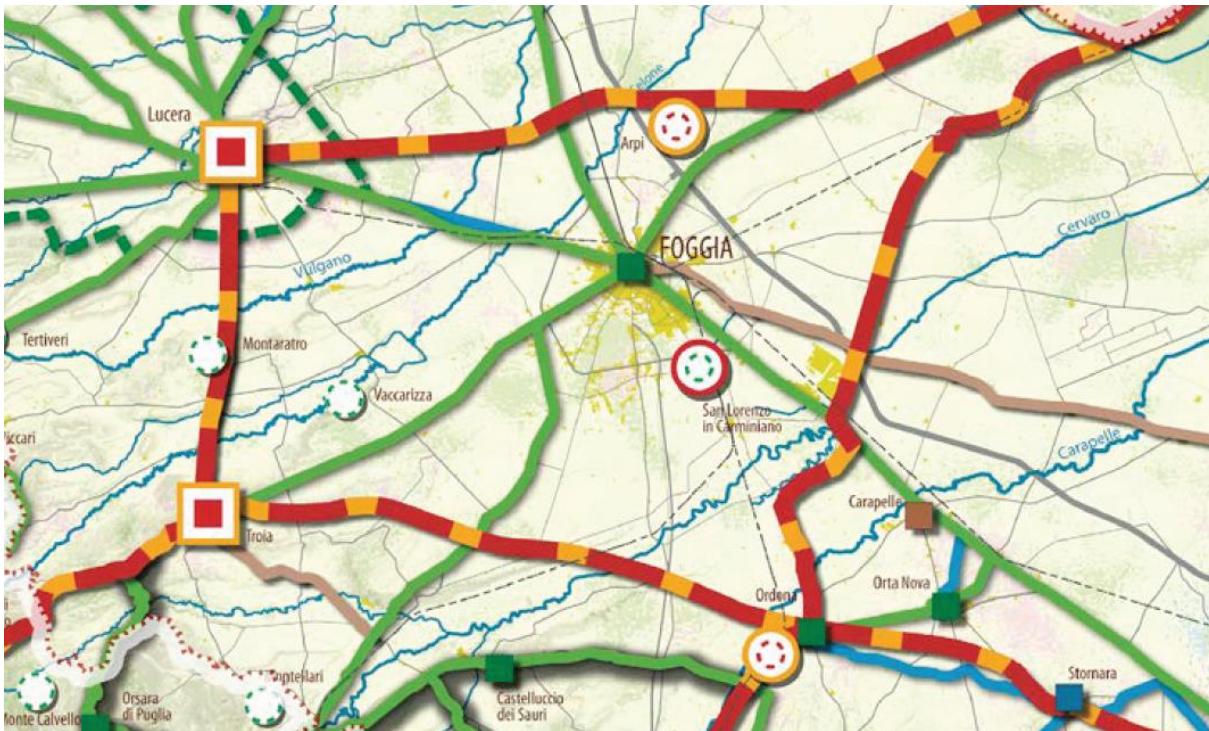 Lucera
Celone
Arpi
FOGGIA
Cervaro
Vulgano
Tertiveri
Montaratro
Vaccarizza
San Lorenzo
in Carminiano
Carapelle
Carapelle
Troia
Orta Nova
Ordona
Stornara
Castelluccio
dei Sauri
Orsara
di Puglia
Monte Calvello